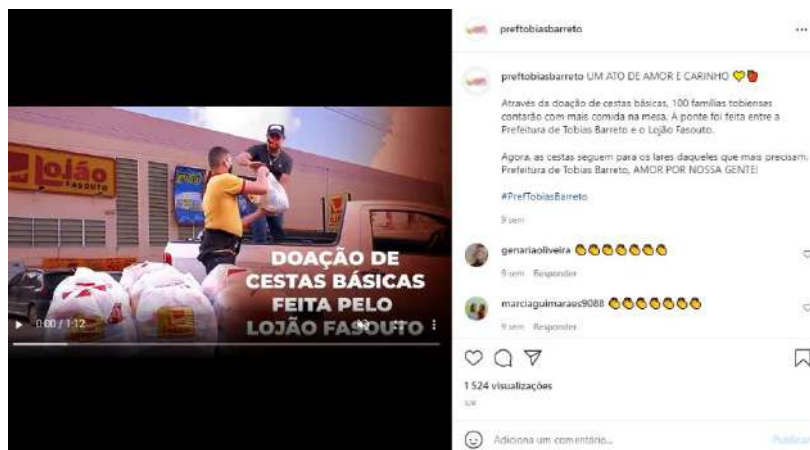 lojão
FASOUTO
DOAÇÃO DE
CESTAS BÁSICAS
FEITA PELO
LOJÃO FASOUTO
0:00 / 1:12
preftobiasbarreto
preftobiasbarreto UM ATO DE AMOR E CARINHO 💛🍎
Através da doação de cestas básicas, 100 famílias tobienses
contarão com mais comida na mesa. A ponte foi feita entre a
Prefeitura de Tobias Barreto e o Lojão Fasouto.
Agora, as cestas seguem para os lares daqueles que mais precisam.
Prefeitura de Tobias Barreto, AMOR POR NOSSA GENTE!
#PrefTobiasBarreto
9 sem
genariaoliveira 👏👏👏👏👏👏👏
9 sem Responder
marciaguimaraes9088 👏👏👏👏👏👏👏
9 sem Responder
1 524 visualizações
Adiciona um comentário... Publicar